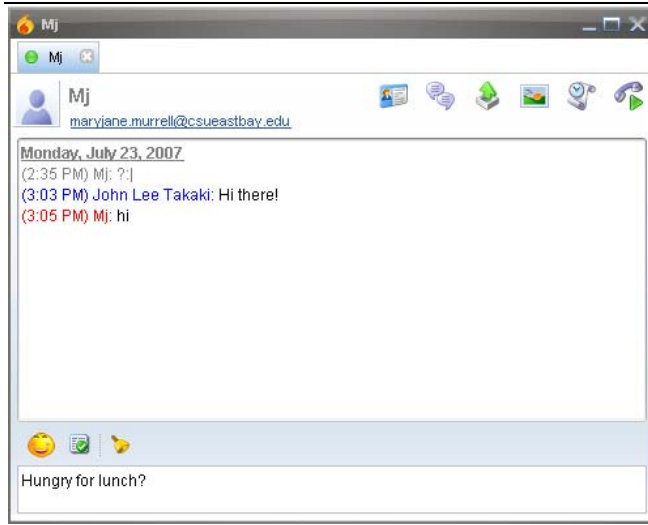 Mj
Mj
Mj
maryjane.murrell@csueastbay.edu
Monday, July 23, 2007
(2:35 PM) Mj: ?:|
(3:03 PM) John Lee Takaki: Hi there!
(3:05 PM) Mj: hi
Hungry for lunch?